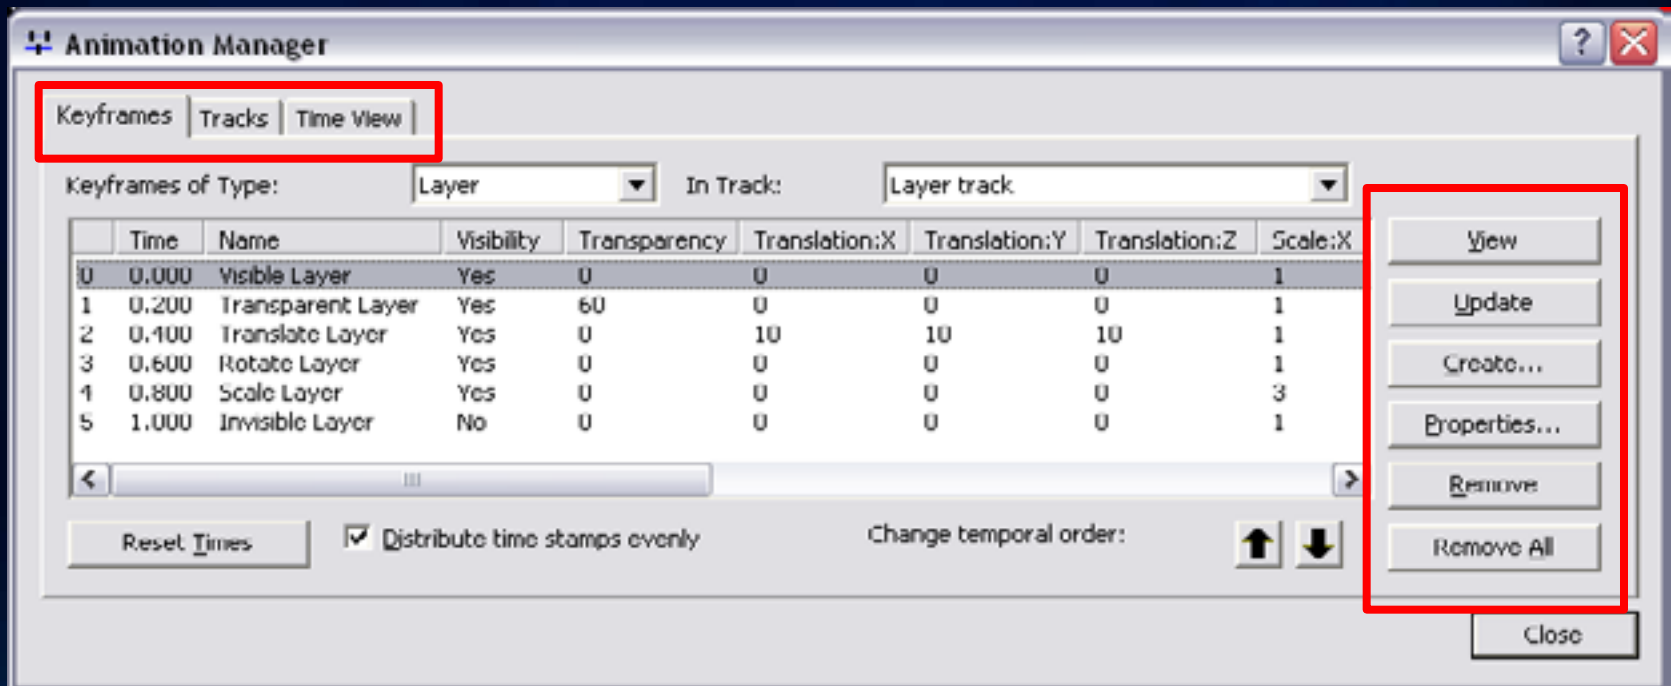 Animation Manager
?
Keyframes Tracks Time View
Keyframes of Type: Layer In Track: Layer track
Time Name Visibility Transparency Translation:X Translation:Y Translation:Z Scale:X
0 0.000 Visible Layer Yes 0 0 0 0 1
1 0.200 Transparent Layer Yes 60 0 0 0 1
2 0.400 Translate Layer Yes 0 10 10 10 1
3 0.600 Rotate Layer Yes 0 0 0 0 1
4 0.800 Scale Layer Yes 0 0 0 0 3
5 1.000 Invisible Layer No 0 0 0 0 1
Reset Times Distribute time stamps evenly Change temporal order:
View
Update
Create...
Properties...
Remove
Remove All
Close